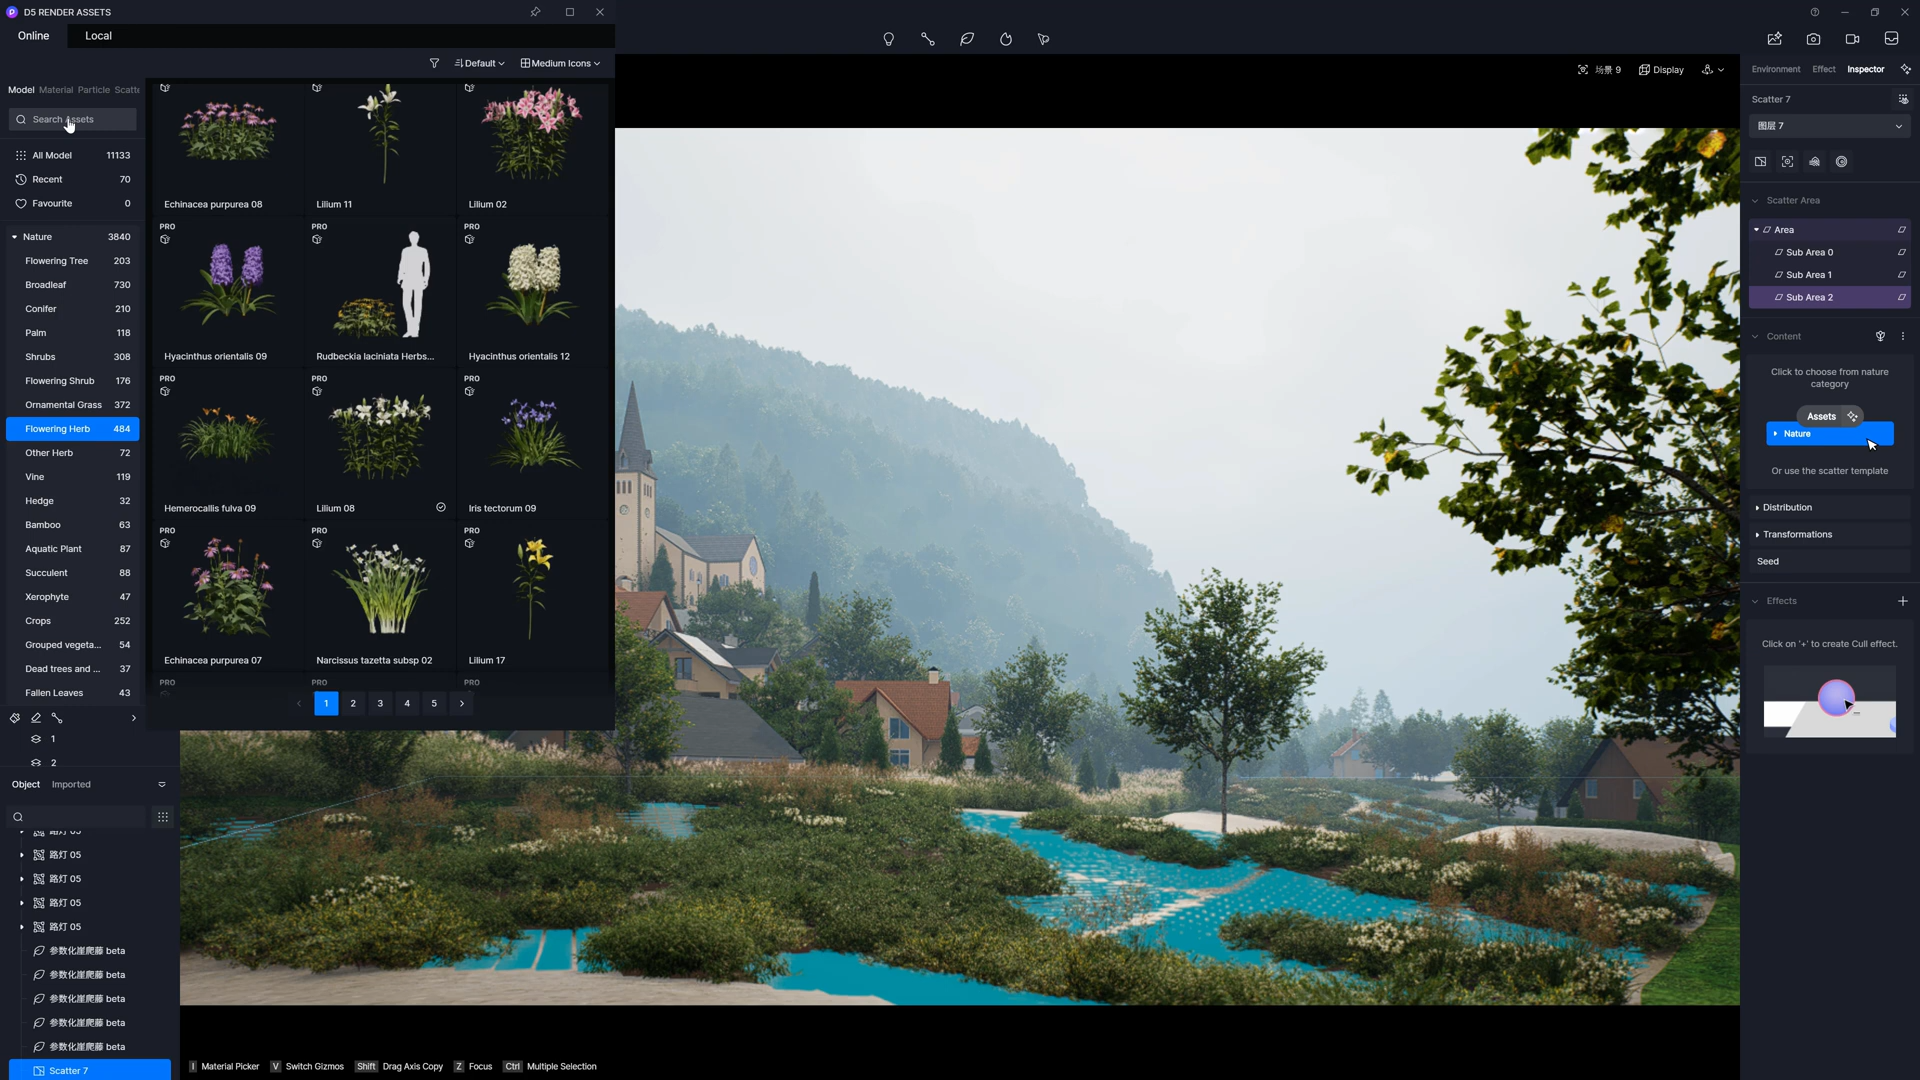 D5 RENDER ASSETS
Online
Local
Default
Medium Icons
Model
Material
Particle
Scatte
Search Assets
All Model 11133
Recent 70
Favourite 0
Nature 3840
Flowering Tree 203
Broadleaf 730
Conifer 210
Palm 118
Shrubs 308
Flowering Shrub 176
Ornamental Grass 372
Flowering Herb 484
Other Herb 72
Vine 119
Hedge 32
Bamboo 63
Aquatic Plant 87
Succulent 88
Xerophyte 47
Crops 252
Grouped vegeta... 54
Dead trees and ... 37
Fallen Leaves 43
Echinacea purpurea 08
Lilium 11
Lilium 02
PRO
PRO
PRO
Hyacinthus orientalis 09
Rudbeckia laciniata Herbs...
Hyacinthus orientalis 12
PRO
PRO
PRO
Hemerocallis fulva 09
Lilium 08
Iris tectorum 09
PRO
PRO
PRO
Echinacea purpurea 07
Narcissus tazetta subsp 02
Lilium 17
PRO
PRO
PRO
1 2 3 4 5
1
2
Object
Imported
路灯 05
路灯 05
路灯 05
路灯 05
路灯 05
参数化崖爬藤 beta
参数化崖爬藤 beta
参数化崖爬藤 beta
参数化崖爬藤 beta
参数化崖爬藤 beta
Scatter 7
场景 9
Display
I Material Picker
V Switch Gizmos
Shift Drag Axis Copy
Z Focus
Ctrl Multiple Selection
Environment
Effect
Inspector
Scatter 7
图层 7
Scatter Area
Area
Sub Area 0
Sub Area 1
Sub Area 2
Content
Click to choose from nature
category
Assets
Nature
Or use the scatter template
Distribution
Transformations
Seed
Effects
Click on '+' to create Cull effect.